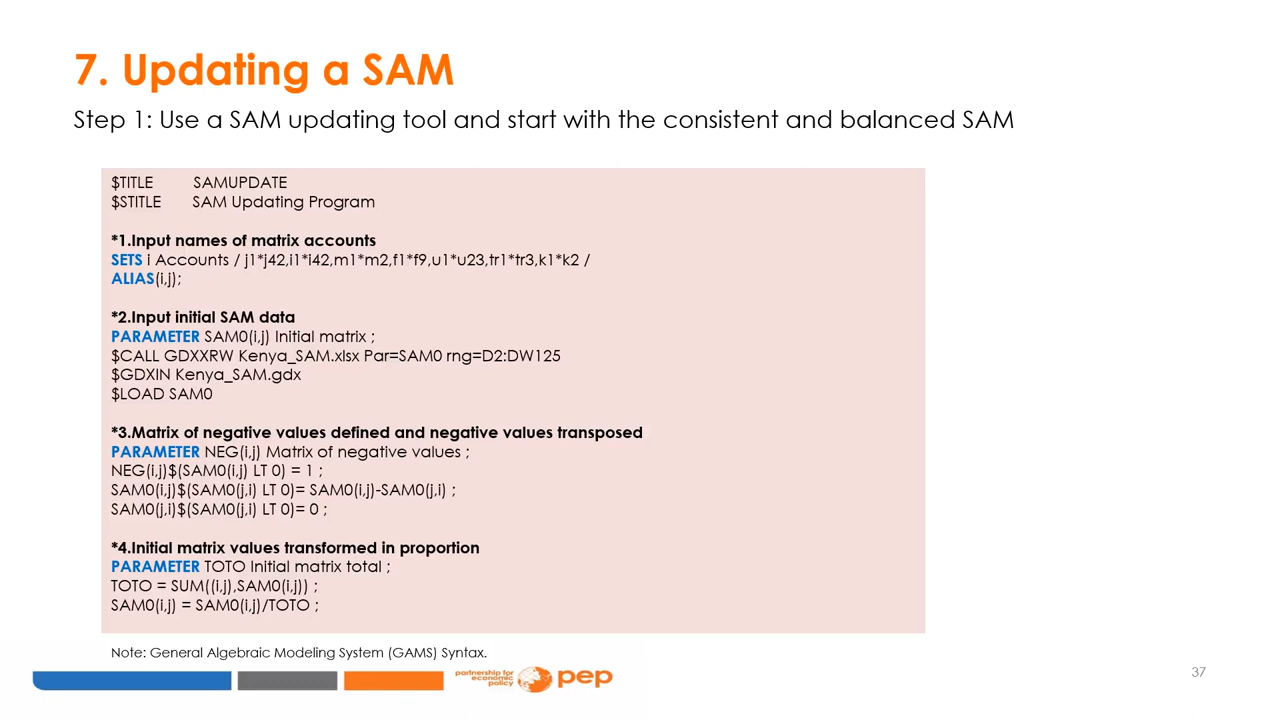 7. Updating a SAM
Step 1: Use a SAM updating tool and start with the consistent and balanced SAM
$TITLE SAMUPDATE
$STITLE SAM Updating Program
*1.Input names of matrix accounts
SETS i Accounts / j1*j42,i1*i42,m1*m2,f1*f9,u1*u23,tr1*tr3,k1*k2 /
ALIAS(i,j);
*2.Input initial SAM data
PARAMETER SAM0(i,j) Initial matrix ;
$CALL GDXXRW Kenya_SAM.xlsx Par=SAM0 rng=D2:DW125
$GDXIN Kenya_SAM.gdx
$LOAD SAM0
*3.Matrix of negative values defined and negative values transposed
PARAMETER NEG(i,j) Matrix of negative values ;
NEG(i,j)$(SAM0(i,j) LT 0) = 1 ;
SAM0(i,j)$(SAM0(j,i) LT 0)= SAM0(i,j)-SAM0(j,i) ;
SAM0(j,i)$(SAM0(j,i) LT 0)= 0 ;
*4.Initial matrix values transformed in proportion
PARAMETER TOTO Initial matrix total ;
TOTO = SUM((i,j),SAM0(i,j)) ;
SAM0(i,j) = SAM0(i,j)/TOTO ;
Note: General Algebraic Modeling System (GAMS) Syntax.
partnership for
economic
policy
pep
37